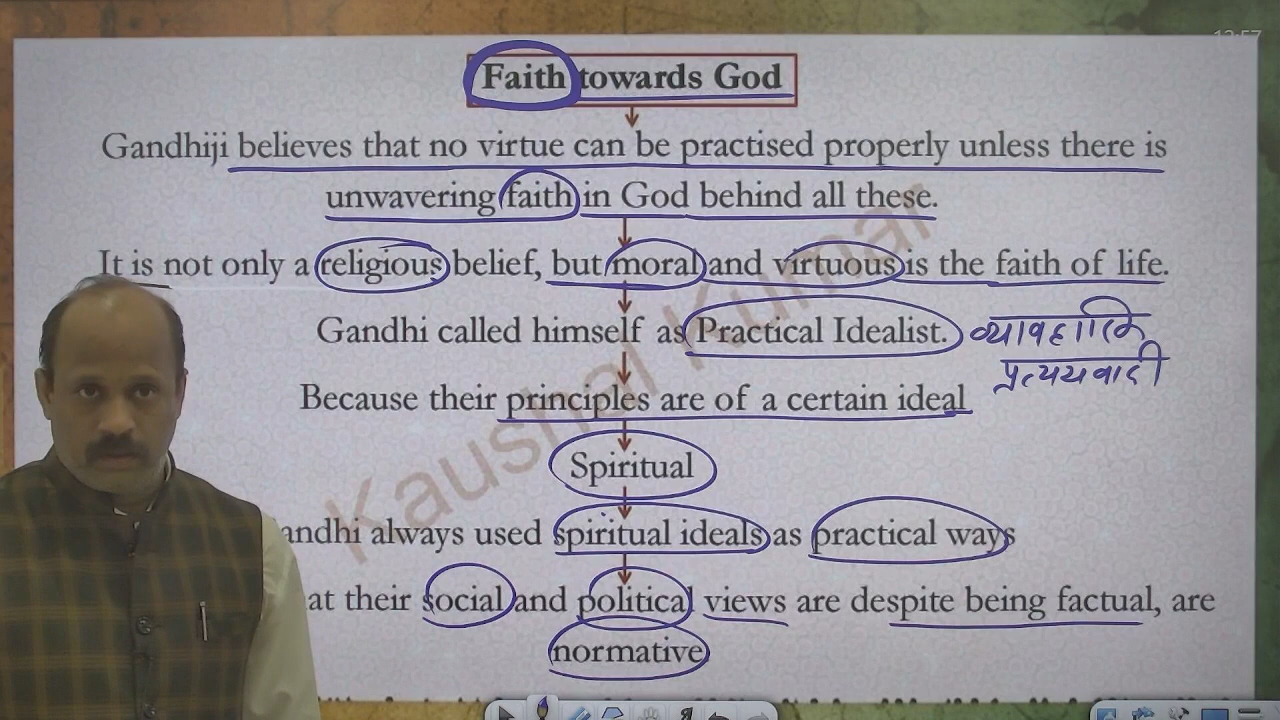 Faith towards God
Gandhiji believes that no virtue can be practised properly unless there is
unwavering faith in God behind all these.
It is not only a religious belief, but moral and virtuous is the faith of life.
Gandhi called himself as Practical Idealist. व्यावहारिक
प्रत्ययवादी
Because their principles are of a certain ideal
Spiritual
andhi always used spiritual ideals as practical ways
at their social and political views are despite being factual, are
normative
Kaushal Kumar